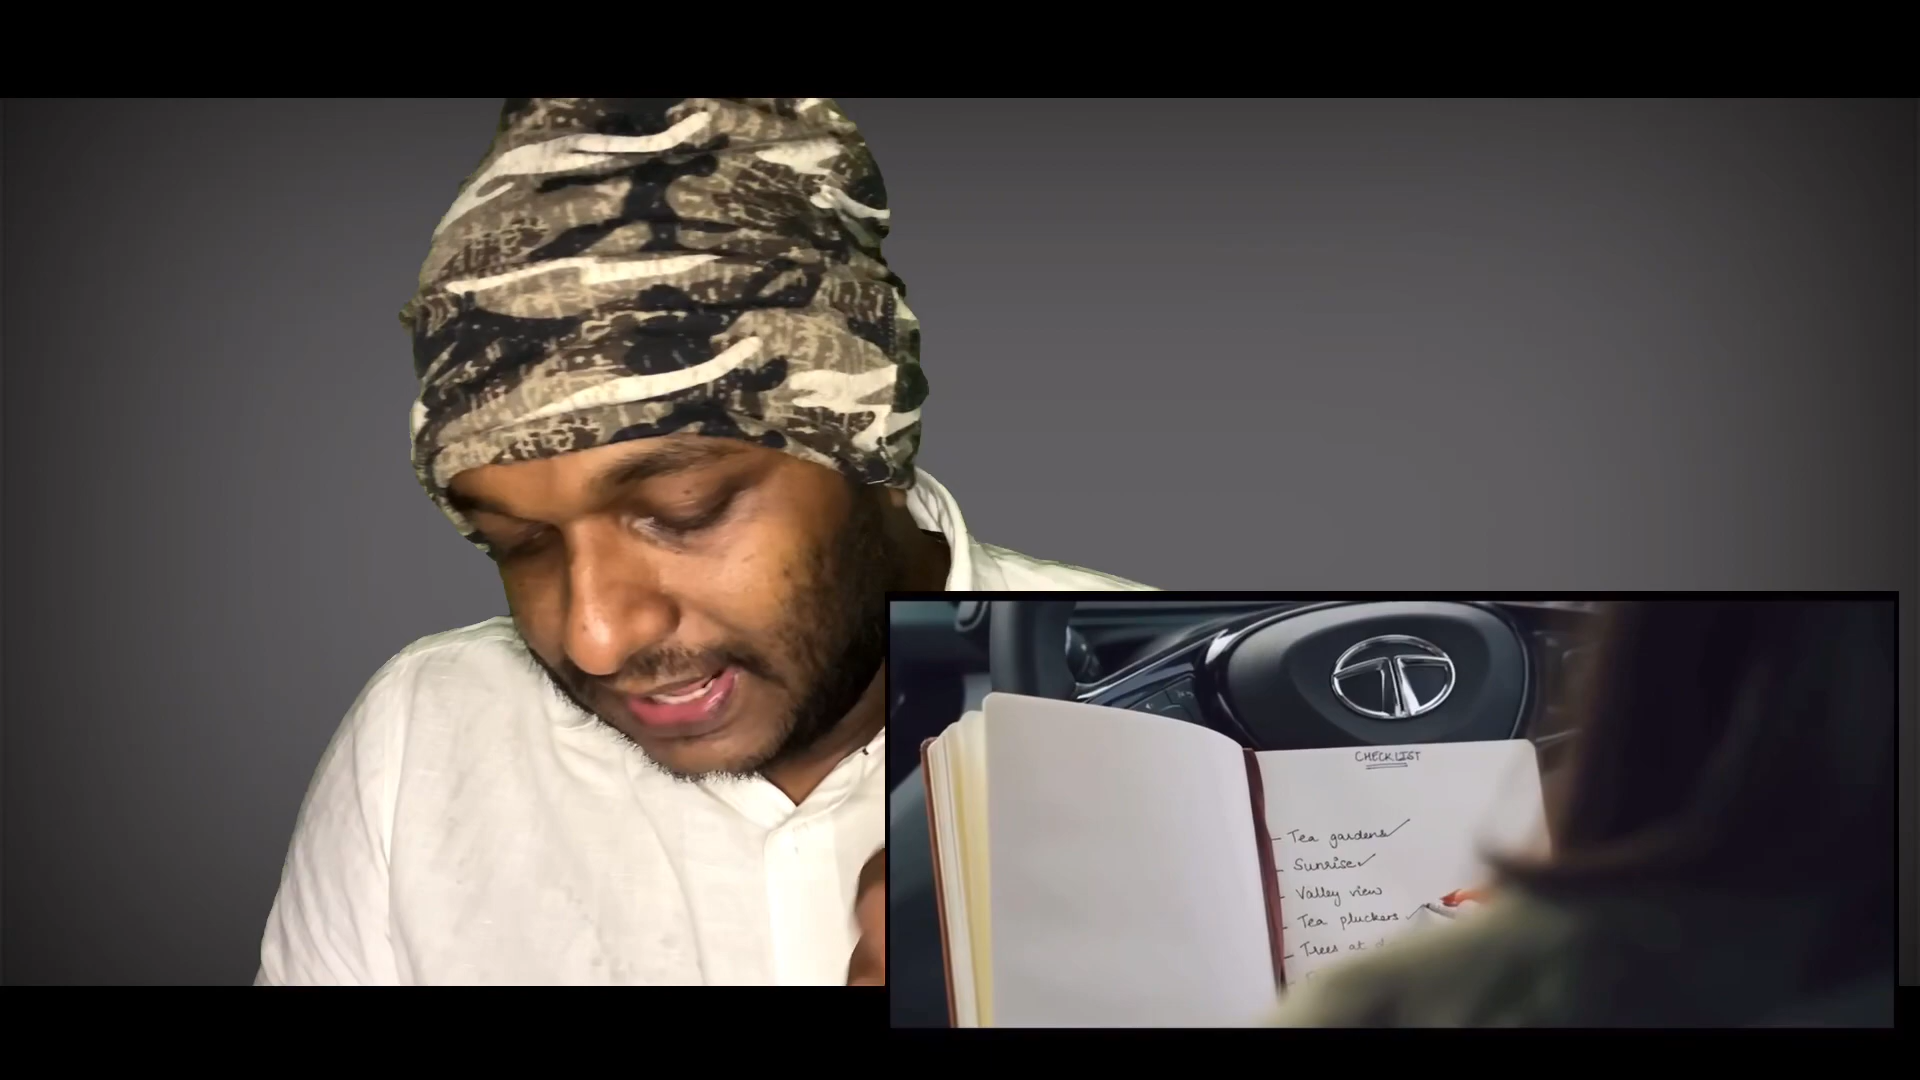 CHECKLIST
- Tea gardens
- Sunrise
- Valley view
- Tea pluckers
- Trees at